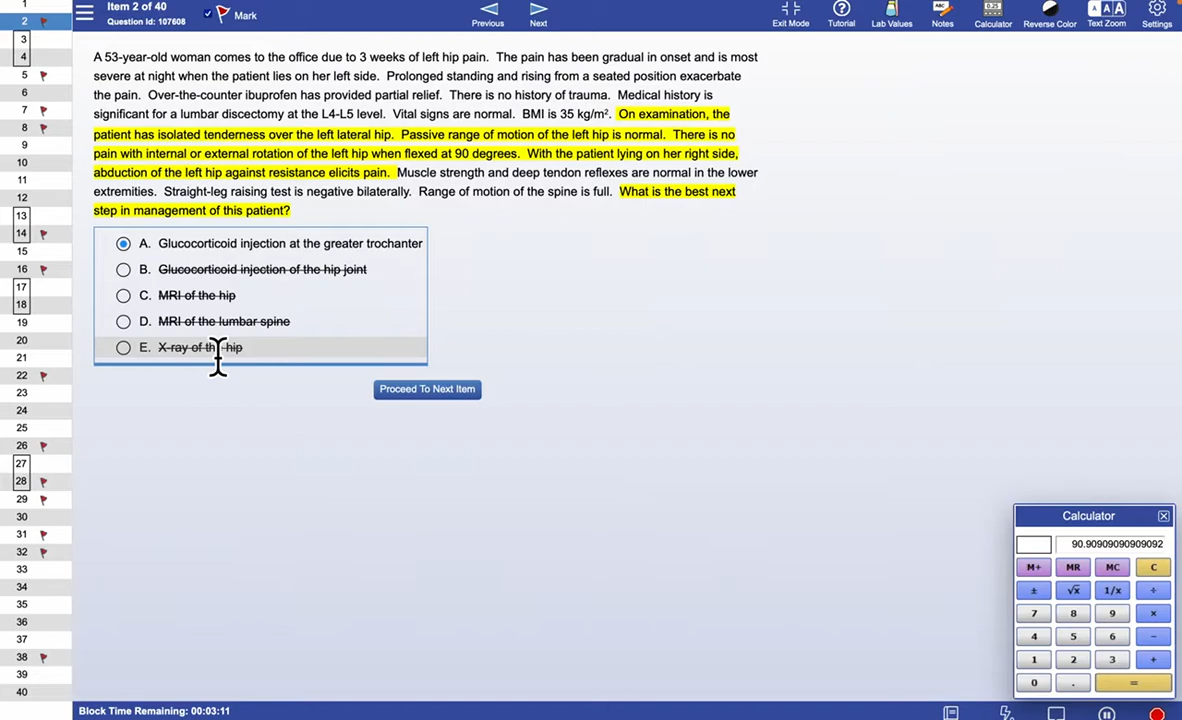 Item 2 of 40
Question Id: 107608
Mark
Previous
Next
Exit Mode
Tutorial
Lab Values
Notes
Calculator
Reverse Color
Text Zoom
Settings
1
2
3
4
5
6
7
8
9
10
11
12
13
14
15
16
17
18
19
20
21
22
23
24
25
26
27
28
29
30
31
32
33
34
35
36
37
38
39
40
A 53-year-old woman comes to the office due to 3 weeks of left hip pain. The pain has been gradual in onset and is most
severe at night when the patient lies on her left side. Prolonged standing and rising from a seated position exacerbate
the pain. Over-the-counter ibuprofen has provided partial relief. There is no history of trauma. Medical history is
significant for a lumbar discectomy at the L4-L5 level. Vital signs are normal. BMI is 35 kg/m². On examination, the
patient has isolated tenderness over the left lateral hip. Passive range of motion of the left hip is normal. There is no
pain with internal or external rotation of the left hip when flexed at 90 degrees. With the patient lying on her right side,
abduction of the left hip against resistance elicits pain. Muscle strength and deep tendon reflexes are normal in the lower
extremities. Straight-leg raising test is negative bilaterally. Range of motion of the spine is full. What is the best next
step in management of this patient?
A. Glucocorticoid injection at the greater trochanter
B. Glucocorticoid injection of the hip joint
C. MRI of the hip
D. MRI of the lumbar spine
E. X-ray of the hip
Proceed To Next Item
Calculator
90.90909090909092
M+ MR MC C
± √x 1/x ÷
7 8 9 ×
4 5 6 −
1 2 3 +
0 . =
Block Time Remaining: 00:03:11